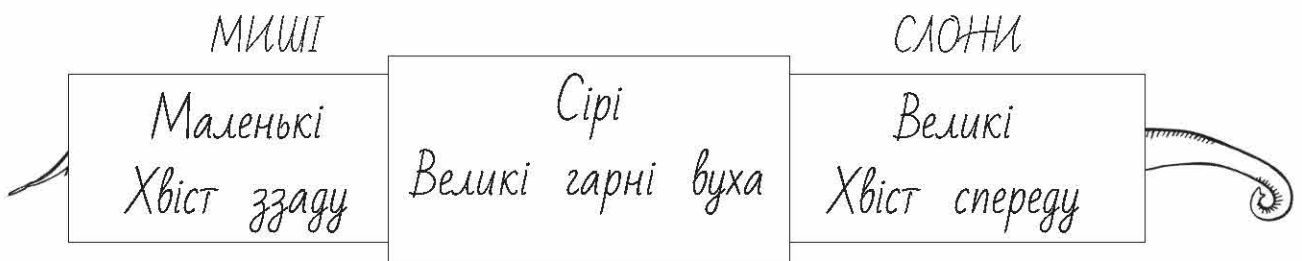 МИШІ
СЛОНИ
Маленькі
Хвіст ззаду
Сірі
Великі гарні вуха
Великі
Хвіст спереду